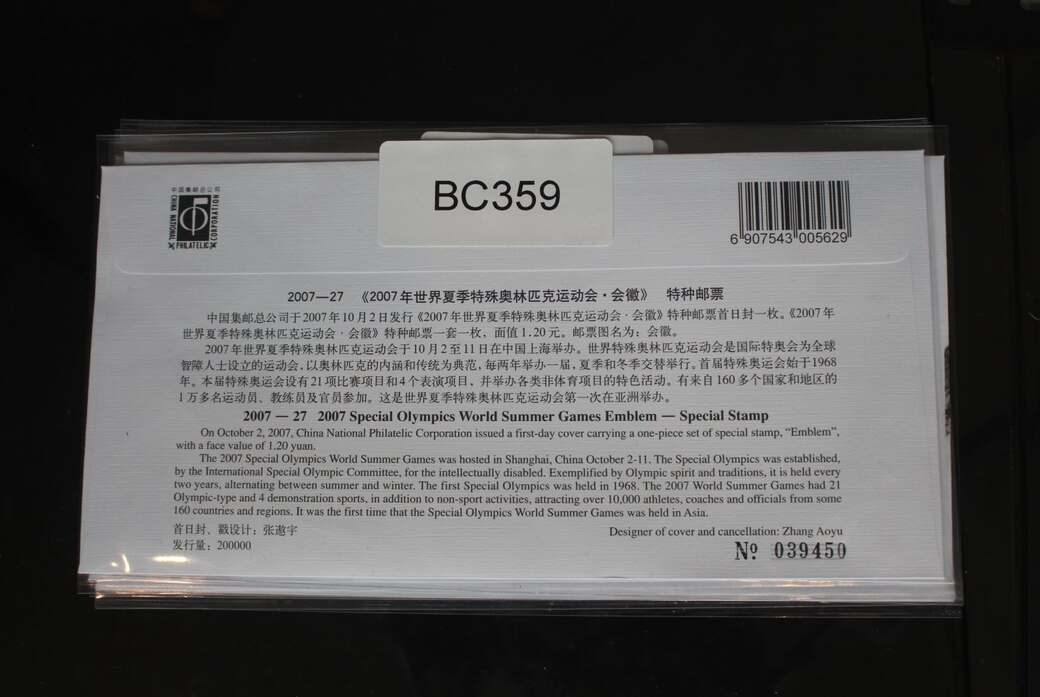 中国集邮总公司
CHINA NATIONAL
PHILATELIC
CORPORATION
BC359
6 907543 005629
2007—27 《2007年世界夏季特殊奥林匹克运动会·会徽》 特种邮票
中国集邮总公司于2007年10月2日发行《2007年世界夏季特殊奥林匹克运动会·会徽》特种邮票首日封一枚。《2007年
世界夏季特殊奥林匹克运动会·会徽》特种邮票一套一枚，面值1.20元。邮票图名为：会徽。
2007年世界夏季特殊奥林匹克运动会于10月2至11日在中国上海举办。世界特殊奥林匹克运动会是国际特奥会为全球
智障人士设立的运动会，以奥林匹克的内涵和传统为典范，每两年举办一届，夏季和冬季交替举行。首届特殊奥运会始于1968
年。本届特殊奥运会设有21项比赛项目和4个表演项目，并举办各类非体育项目的特色活动。有来自160多个国家和地区的
1万多名运动员、教练员及官员参加。这是世界夏季特殊奥林匹克运动会第一次在亚洲举办。
2007 — 27 2007 Special Olympics World Summer Games Emblem — Special Stamp
On October 2, 2007, China National Philatelic Corporation issued a first-day cover carrying a one-piece set of special stamp, “Emblem”,
with a face value of 1.20 yuan.
The 2007 Special Olympics World Summer Games was hosted in Shanghai, China October 2-11. The Special Olympics was established,
by the International Special Olympic Committee, for the intellectually disabled. Exemplified by Olympic spirit and traditions, it is held every
two years, alternating between summer and winter. The first Special Olympics was held in 1968. The 2007 World Summer Games had 21
Olympic-type and 4 demonstration sports, in addition to non-sport activities, attracting over 10,000 athletes, coaches and officials from some
160 countries and regions. It was the first time that the Special Olympics World Summer Games was held in Asia.
首日封、戳设计：张遨宇
Designer of cover and cancellation: Zhang Aoyu
发行量：200000
№ 039450